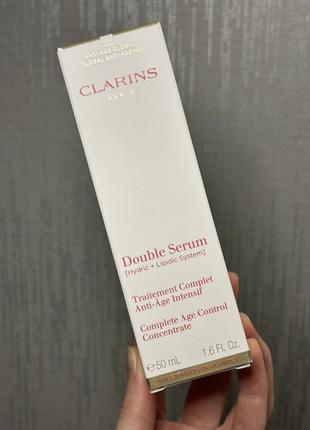 ANTI-AGE GLOBAL
GLOBAL ANTI-AGEING
CLARINS
PARIS
Double Serum
[Hydric + Lipidic System]
Traitement Complet
Anti-Âge Intensif
Complete Age Control
Concentrate
℮50 mL 1.6 Fl. Oz.